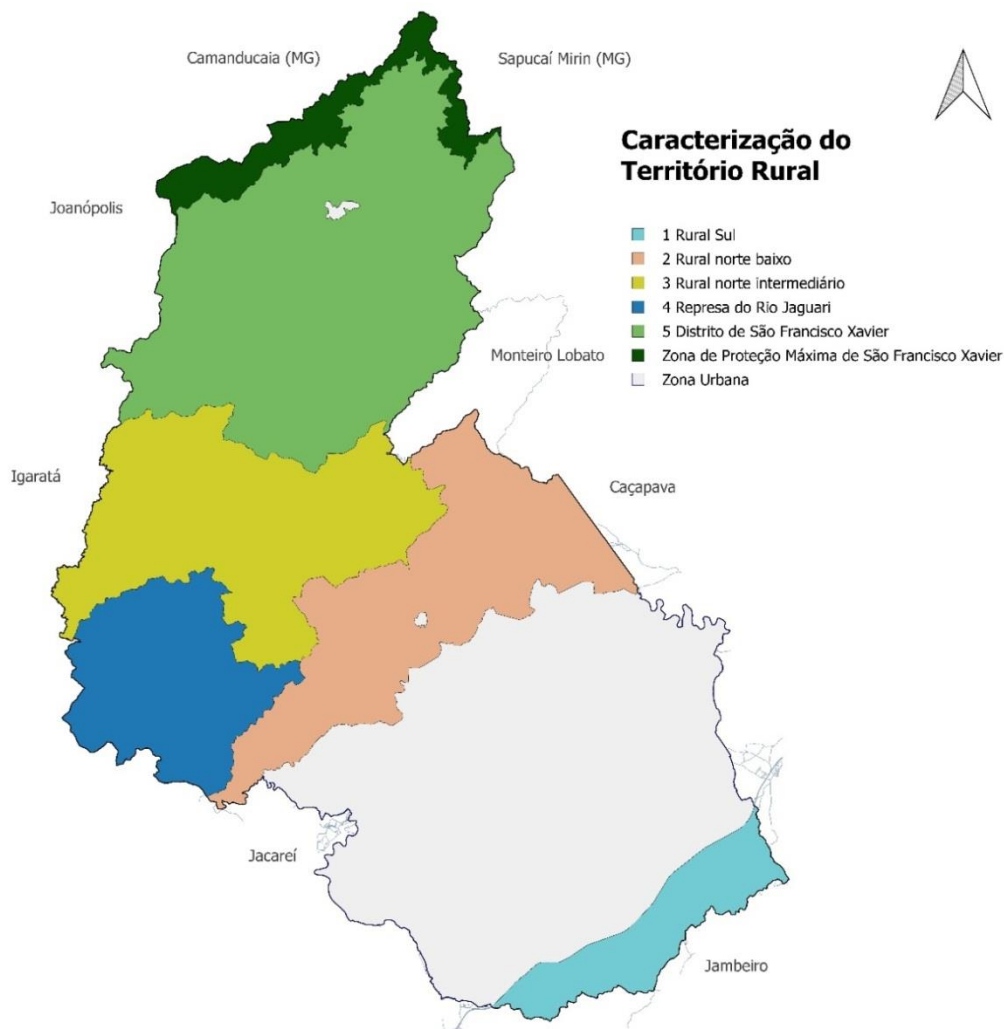 Camanducaia (MG)
Sapucaí Mirin (MG)
Caracterização do
Território Rural
Joanópolis
1 Rural Sul
2 Rural norte baixo
3 Rural norte intermediário
4 Represa do Rio Jaguari
5 Distrito de São Francisco Xavier
Zona de Proteção Máxima de São Francisco Xavier
Zona Urbana
Monteiro Lobato
Igaratá
Caçapava
Jacareí
Jambeiro